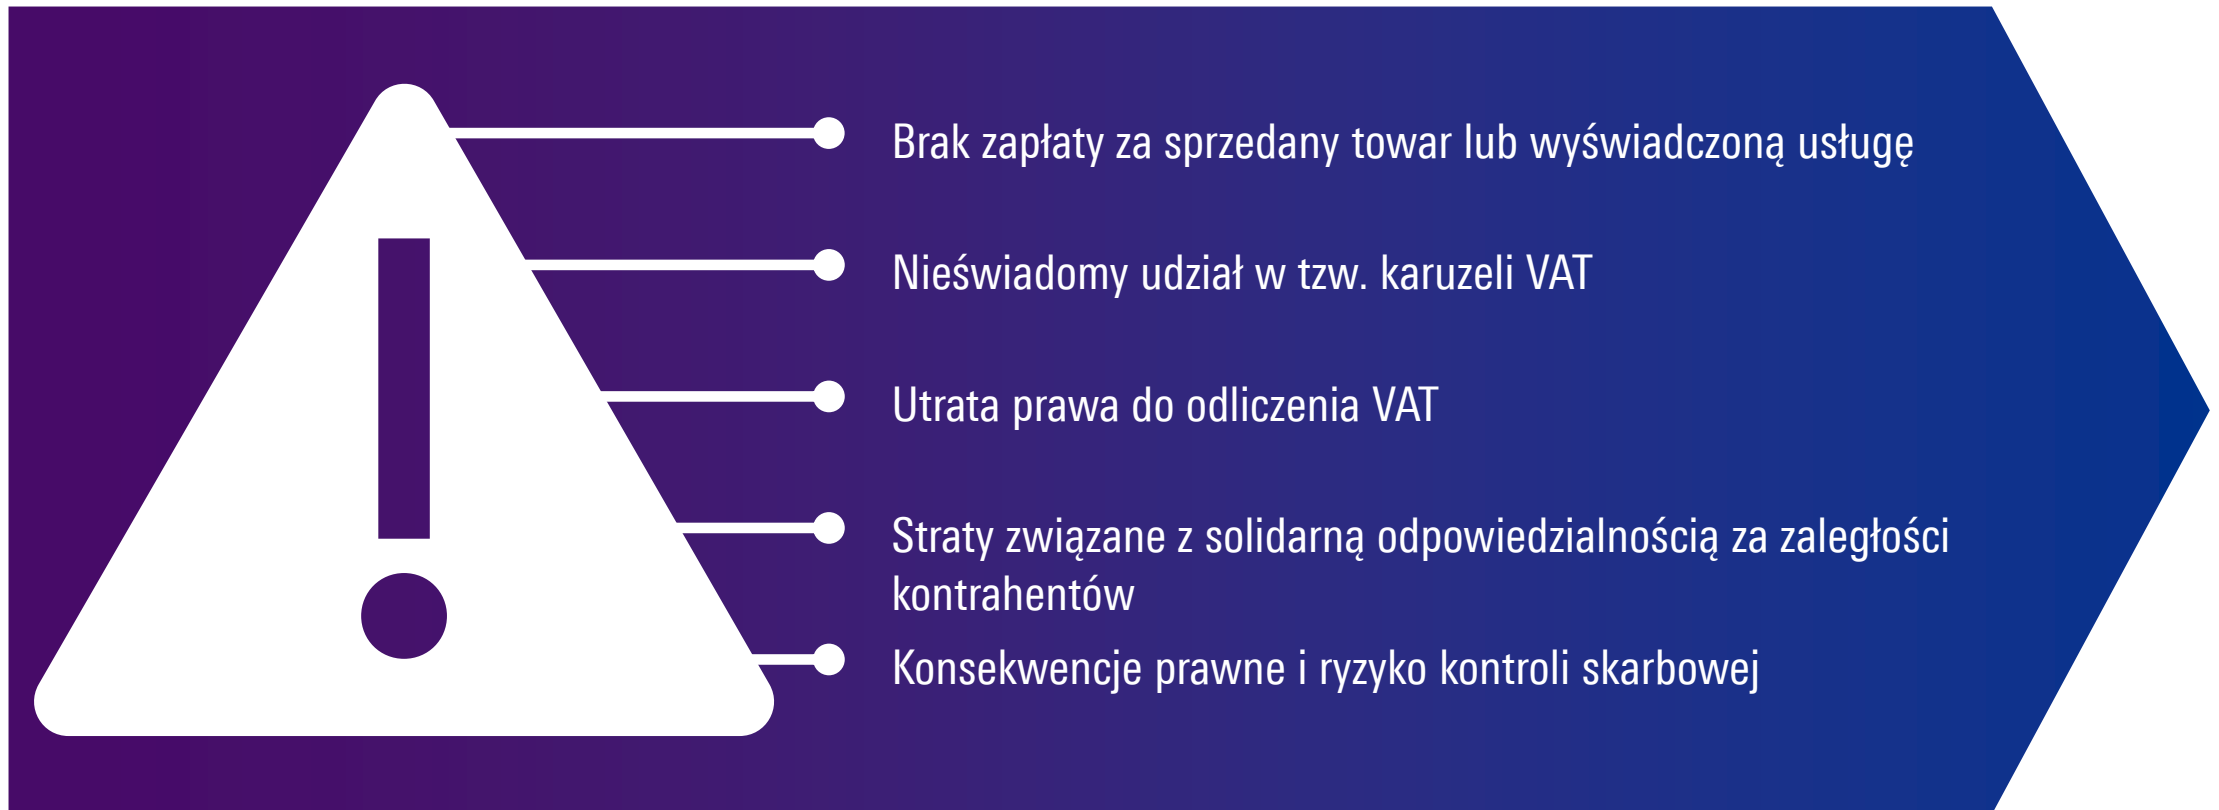 Brak zapłaty za sprzedany towar lub wyświadczoną usługę
Nieświadomy udział w tzw. karuzeli VAT
Utrata prawa do odliczenia VAT
Straty związane z solidarną odpowiedzialnością za zaległości
kontrahentów
Konsekwencje prawne i ryzyko kontroli skarbowej